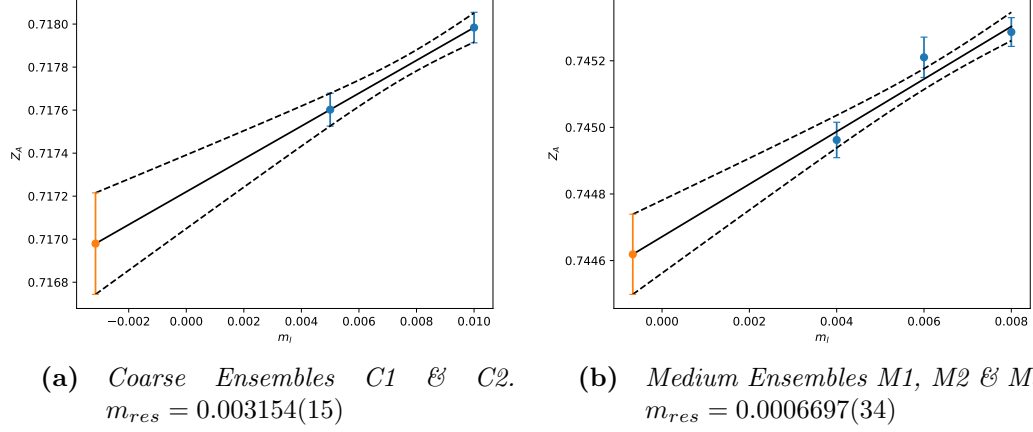 0.7180
0.7178
0.7176
0.7174
0.7172
0.7170
0.7168
Z_A
−0.002 0.000 0.002 0.004 0.006 0.008 0.010
m_l
0.7452
0.7450
0.7448
0.7446
Z_A
0.000 0.002 0.004 0.006 0.008
m_l
(a) Coarse Ensembles C1 & C2.
m_res = 0.003154(15)
(b) Medium Ensembles M1, M2 & M
m_res = 0.0006697(34)